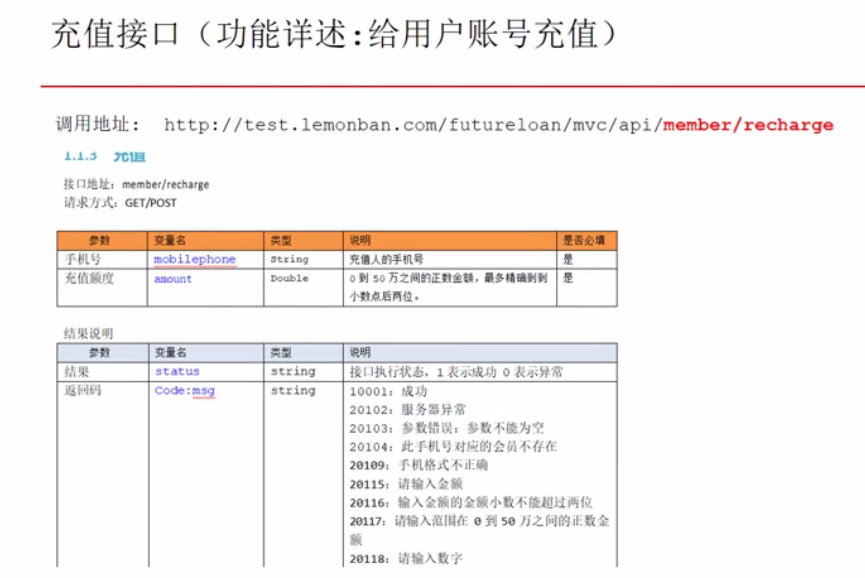 充值接口（功能详述:给用户账号充值）
调用地址: http://test.lemonban.com/futureloan/mvc/api/member/recharge
1.1.5 充值
接口地址：member/recharge
请求方式：GET/POST
参数 变量名 类型 说明 是否必填
手机号 mobilephone String 充值人的手机号 是
充值额度 amount Double 0 到 50 万之间的正数金额，最多精确到到 是
小数点后两位。
结果说明
参数 变量名 类型 说明
结果 status string 接口执行状态，1 表示成功 0 表示异常
返回码 Code:msg string 10001：成功
20102：服务器异常
20103：参数错误：参数不能为空
20104：此手机号对应的会员不存在
20109：手机格式不正确
20115：请输入金额
20116：输入金额的金额小数不能超过两位
20117：请输入范围在 0 到 50 万之间的正数金
额
20118：请输入数字